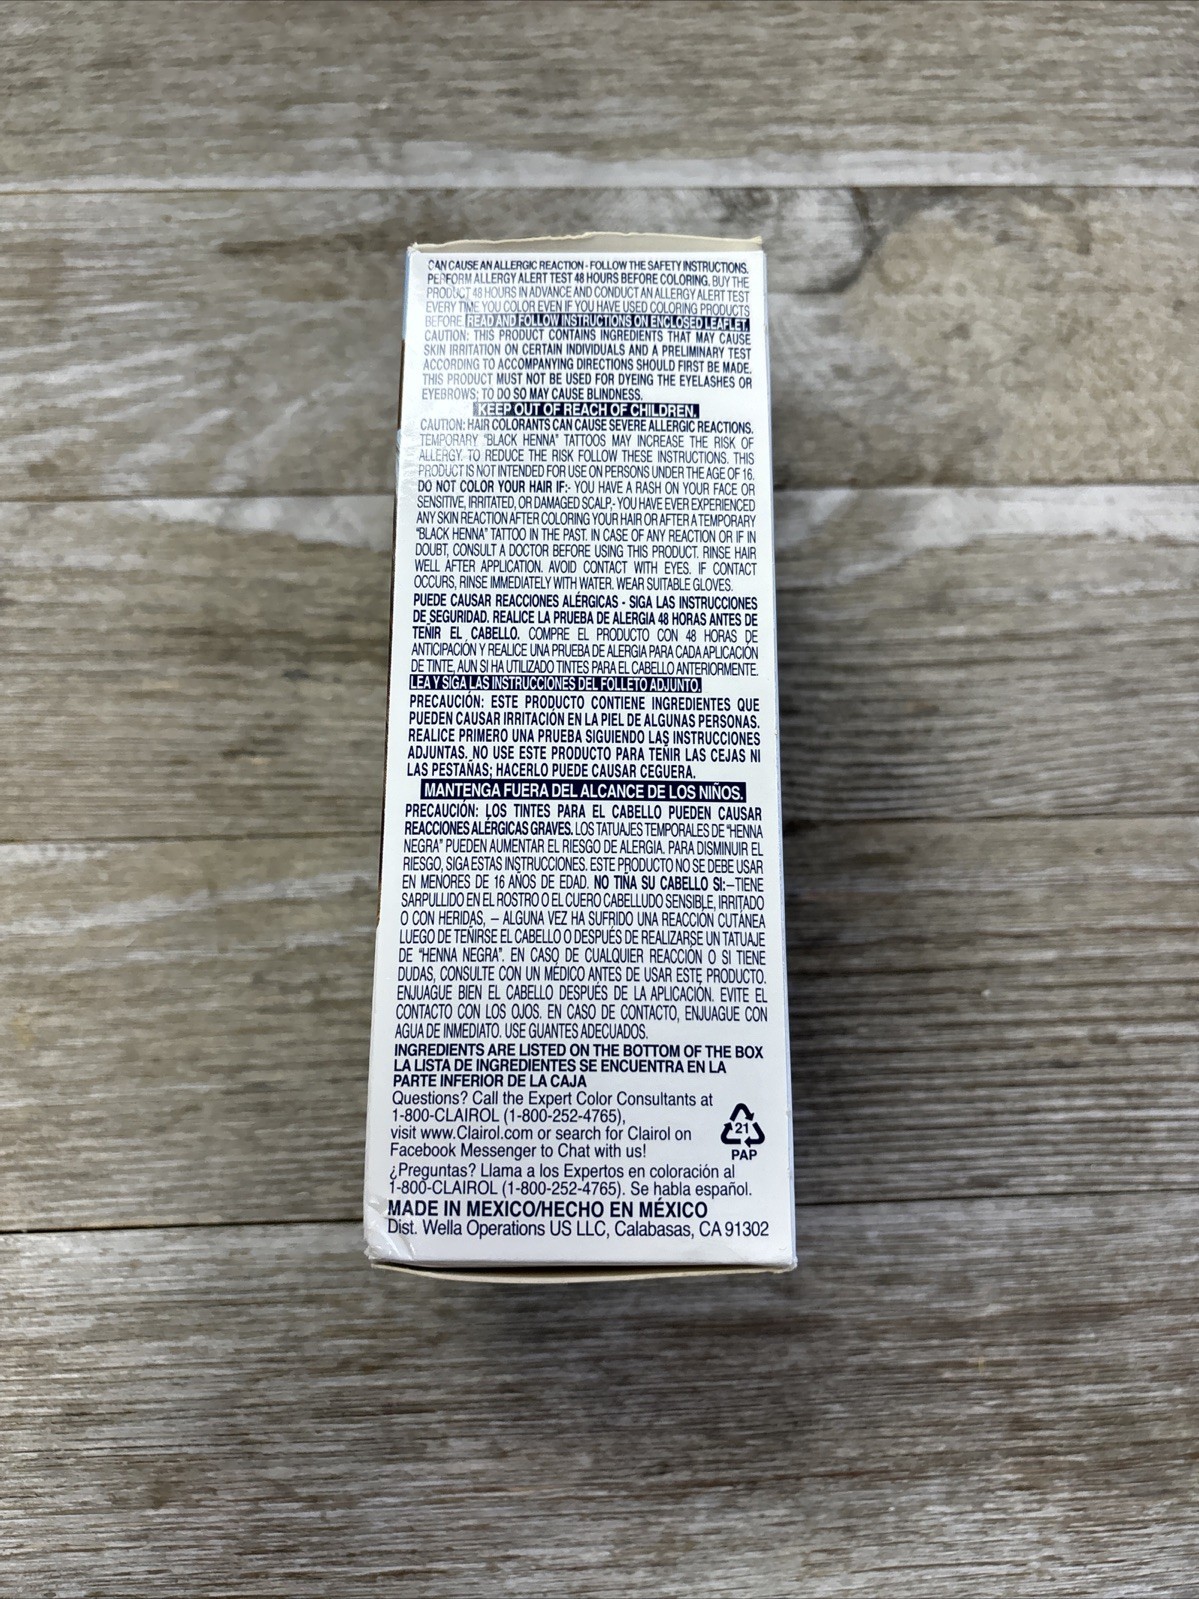 CAN CAUSE AN ALLERGIC REACTION - FOLLOW THE SAFETY INSTRUCTIONS.
PERFORM ALLERGY ALERT TEST 48 HOURS BEFORE COLORING. BUY THE
PRODUCT 48 HOURS IN ADVANCE AND CONDUCT AN ALLERGY ALERT TEST
EVERY TIME YOU COLOR EVEN IF YOU HAVE USED COLORING PRODUCTS
BEFORE. READ AND FOLLOW INSTRUCTIONS ON ENCLOSED LEAFLET.
CAUTION: THIS PRODUCT CONTAINS INGREDIENTS THAT MAY CAUSE
SKIN IRRITATION ON CERTAIN INDIVIDUALS AND A PRELIMINARY TEST
ACCORDING TO ACCOMPANYING DIRECTIONS SHOULD FIRST BE MADE.
THIS PRODUCT MUST NOT BE USED FOR DYEING THE EYELASHES OR
EYEBROWS; TO DO SO MAY CAUSE BLINDNESS.
KEEP OUT OF REACH OF CHILDREN.
CAUTION: HAIR COLORANTS CAN CAUSE SEVERE ALLERGIC REACTIONS.
TEMPORARY "BLACK HENNA" TATTOOS MAY INCREASE THE RISK OF
ALLERGY. TO REDUCE THE RISK FOLLOW THESE INSTRUCTIONS. THIS
PRODUCT IS NOT INTENDED FOR USE ON PERSONS UNDER THE AGE OF 16.
DO NOT COLOR YOUR HAIR IF:- YOU HAVE A RASH ON YOUR FACE OR
SENSITIVE, IRRITATED, OR DAMAGED SCALP,- YOU HAVE EVER EXPERIENCED
ANY SKIN REACTION AFTER COLORING YOUR HAIR OR AFTER A TEMPORARY
"BLACK HENNA" TATTOO IN THE PAST. IN CASE OF ANY REACTION OR IF IN
DOUBT, CONSULT A DOCTOR BEFORE USING THIS PRODUCT. RINSE HAIR
WELL AFTER APPLICATION. AVOID CONTACT WITH EYES. IF CONTACT
OCCURS, RINSE IMMEDIATELY WITH WATER. WEAR SUITABLE GLOVES.
PUEDE CAUSAR REACCIONES ALÉRGICAS - SIGA LAS INSTRUCCIONES
DE SEGURIDAD. REALICE LA PRUEBA DE ALERGIA 48 HORAS ANTES DE
TEÑIR EL CABELLO. COMPRE EL PRODUCTO CON 48 HORAS DE
ANTICIPACIÓN Y REALICE UNA PRUEBA DE ALERGIA PARA CADA APLICACIÓN
DE TINTE, AUN SI HA UTILIZADO TINTES PARA EL CABELLO ANTERIORMENTE.
LEA Y SIGA LAS INSTRUCCIONES DEL FOLLETO ADJUNTO.
PRECAUCIÓN: ESTE PRODUCTO CONTIENE INGREDIENTES QUE
PUEDEN CAUSAR IRRITACIÓN EN LA PIEL DE ALGUNAS PERSONAS.
REALICE PRIMERO UNA PRUEBA SIGUIENDO LAS INSTRUCCIONES
ADJUNTAS. NO USE ESTE PRODUCTO PARA TEÑIR LAS CEJAS NI
LAS PESTAÑAS; HACERLO PUEDE CAUSAR CEGUERA.
MANTENGA FUERA DEL ALCANCE DE LOS NIÑOS.
PRECAUCIÓN: LOS TINTES PARA EL CABELLO PUEDEN CAUSAR
REACCIONES ALÉRGICAS GRAVES. LOS TATUAJES TEMPORALES DE "HENNA
NEGRA" PUEDEN AUMENTAR EL RIESGO DE ALERGIA. PARA DISMINUIR EL
RIESGO, SIGA ESTAS INSTRUCCIONES. ESTE PRODUCTO NO SE DEBE USAR
EN MENORES DE 16 AÑOS DE EDAD. NO TIÑA SU CABELLO SI:–TIENE
SARPULLIDO EN EL ROSTRO O EL CUERO CABELLUDO SENSIBLE, IRRITADO
O CON HERIDAS, – ALGUNA VEZ HA SUFRIDO UNA REACCIÓN CUTÁNEA
LUEGO DE TEÑIRSE EL CABELLO O DESPUÉS DE REALIZARSE UN TATUAJE
DE "HENNA NEGRA". EN CASO DE CUALQUIER REACCIÓN O SI TIENE
DUDAS, CONSULTE CON UN MÉDICO ANTES DE USAR ESTE PRODUCTO.
ENJUAGUE BIEN EL CABELLO DESPUÉS DE LA APLICACIÓN. EVITE EL
CONTACTO CON LOS OJOS. EN CASO DE CONTACTO, ENJUAGUE CON
AGUA DE INMEDIATO. USE GUANTES ADECUADOS.
INGREDIENTS ARE LISTED ON THE BOTTOM OF THE BOX
LA LISTA DE INGREDIENTES SE ENCUENTRA EN LA
PARTE INFERIOR DE LA CAJA
Questions? Call the Expert Color Consultants at
1-800-CLAIROL (1-800-252-4765),
visit www.Clairol.com or search for Clairol on
Facebook Messenger to Chat with us!
21
PAP
¿Preguntas? Llama a los Expertos en coloración al
1-800-CLAIROL (1-800-252-4765). Se habla español.
MADE IN MEXICO/HECHO EN MÉXICO
Dist. Wella Operations US LLC, Calabasas, CA 91302